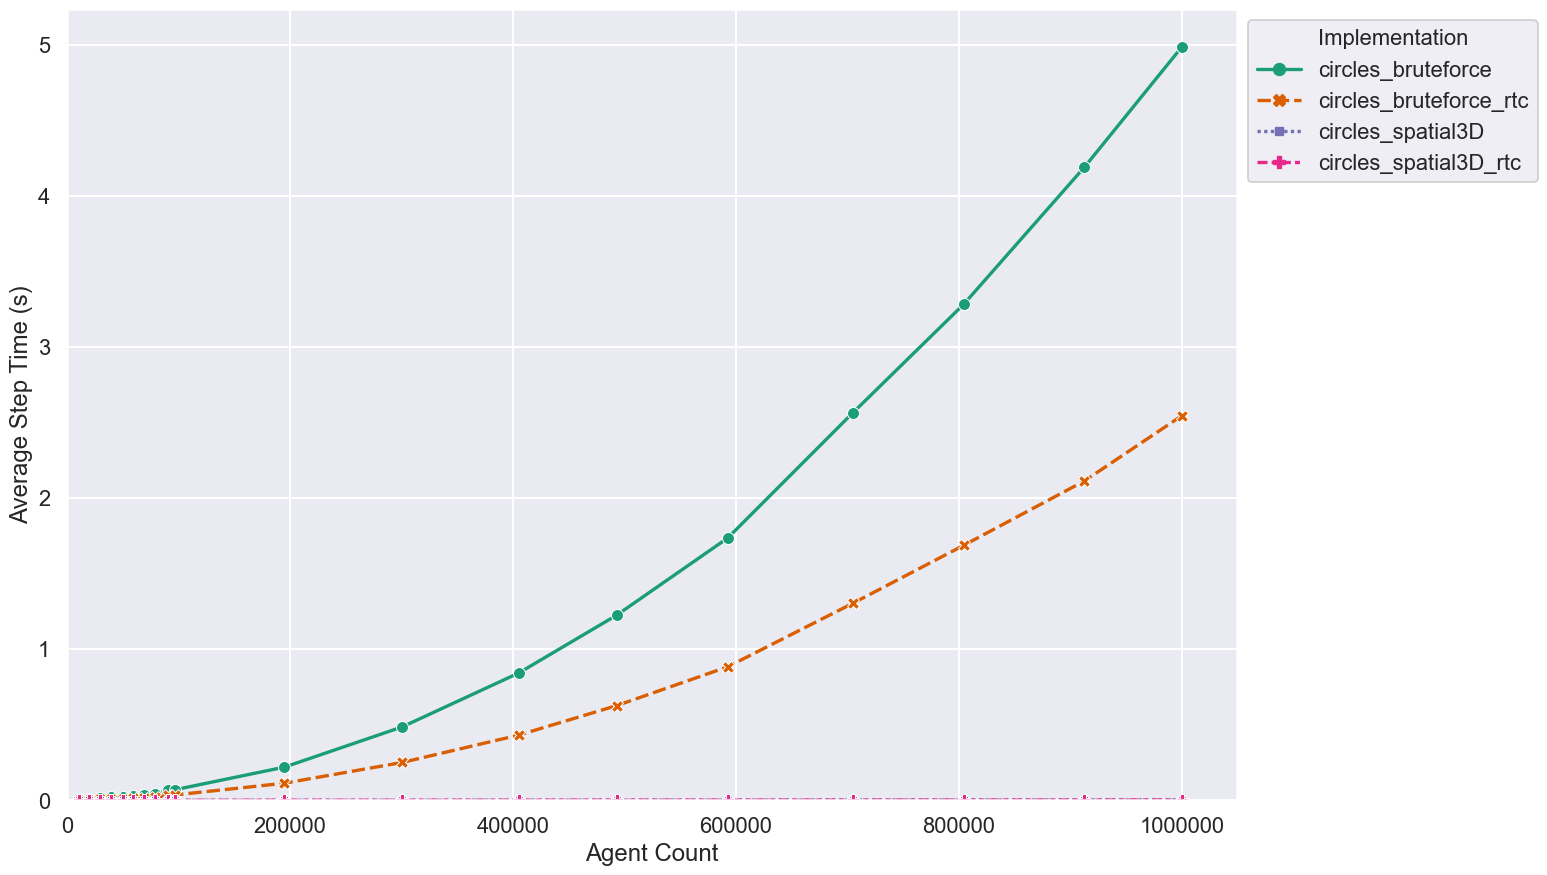 5
4
3
2
1
0
Average Step Time (s)
0
200000
400000
600000
800000
1000000
Agent Count
Implementation
circles_bruteforce
circles_bruteforce_rtc
circles_spatial3D
circles_spatial3D_rtc